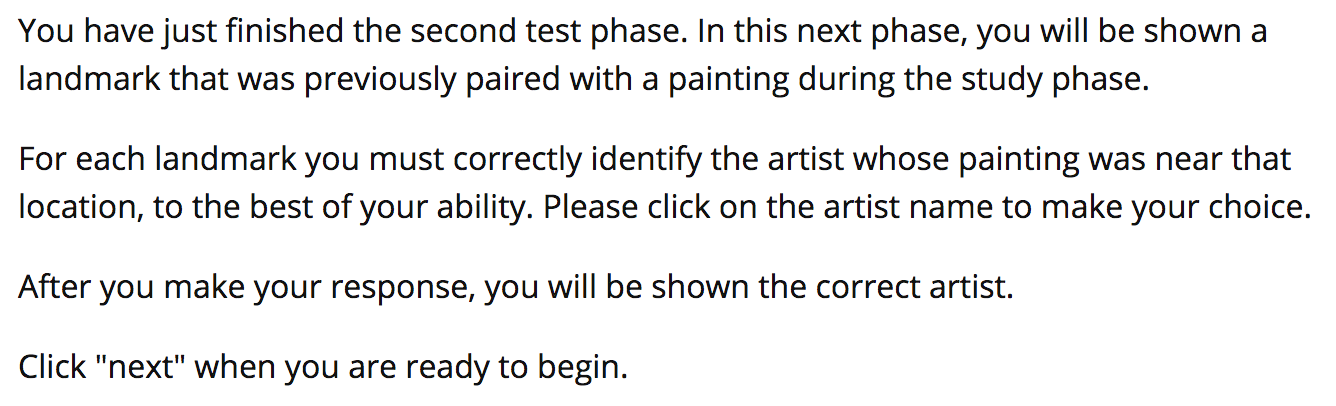 You have just finished the second test phase. In this next phase, you will be shown a
landmark that was previously paired with a painting during the study phase.
For each landmark you must correctly identify the artist whose painting was near that
location, to the best of your ability. Please click on the artist name to make your choice.
After you make your response, you will be shown the correct artist.
Click "next" when you are ready to begin.